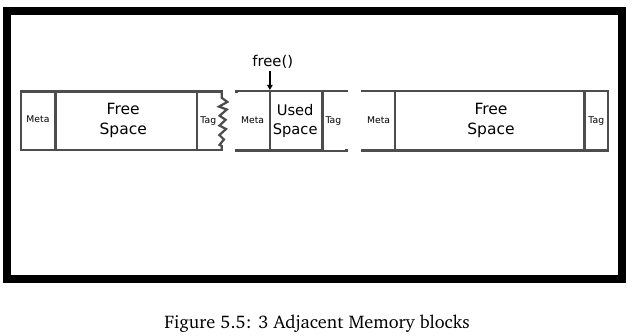 free()
Meta
Free
Space
Tag
Meta
Used
Space
Tag
Meta
Free
Space
Tag
Figure 5.5: 3 Adjacent Memory blocks